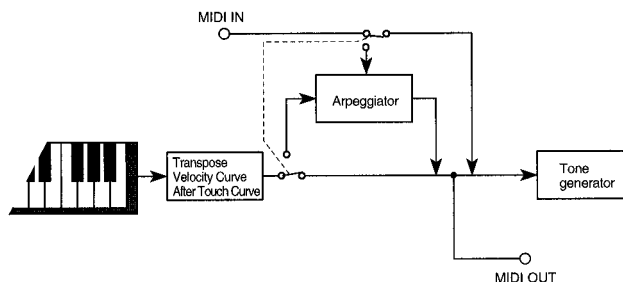 MIDI IN
Arpeggiator
Transpose
Velocity Curve
After Touch Curve
Tone
generator
MIDI OUT